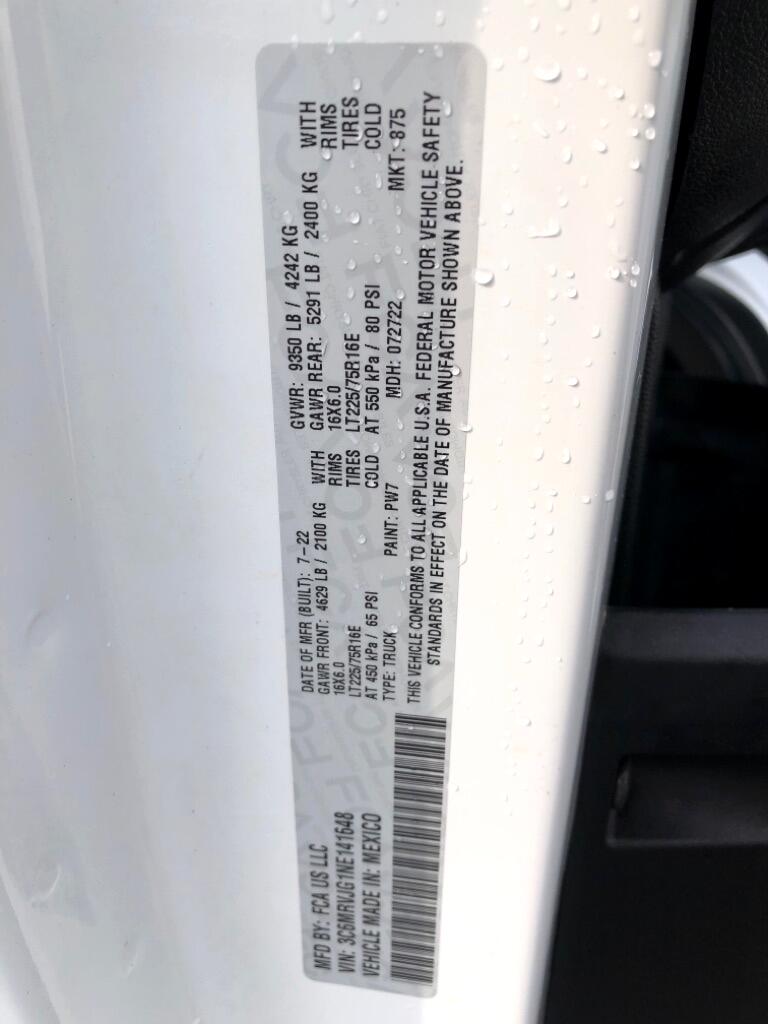 MFD BY: FCA US LLC
VIN: 3C6MRVJG1NE141648
VEHICLE MADE IN: MEXICO
DATE OF MFR (BUILT): 7-22 GVWR: 9350 LB / 4242 KG
GAWR FRONT: 4629 LB / 2100 KG WITH GAWR REAR: 5291 LB / 2400 KG WITH
16X6.0 RIMS 16X6.0 RIMS
LT225/75R16E TIRES LT225/75R16E TIRES
AT 450 kPa / 65 PSI COLD AT 550 kPa / 80 PSI COLD
TYPE: TRUCK PAINT: PW7 MDH: 072722 MKT: 875
THIS VEHICLE CONFORMS TO ALL APPLICABLE U.S.A. FEDERAL MOTOR VEHICLE SAFETY
STANDARDS IN EFFECT ON THE DATE OF MANUFACTURE SHOWN ABOVE.